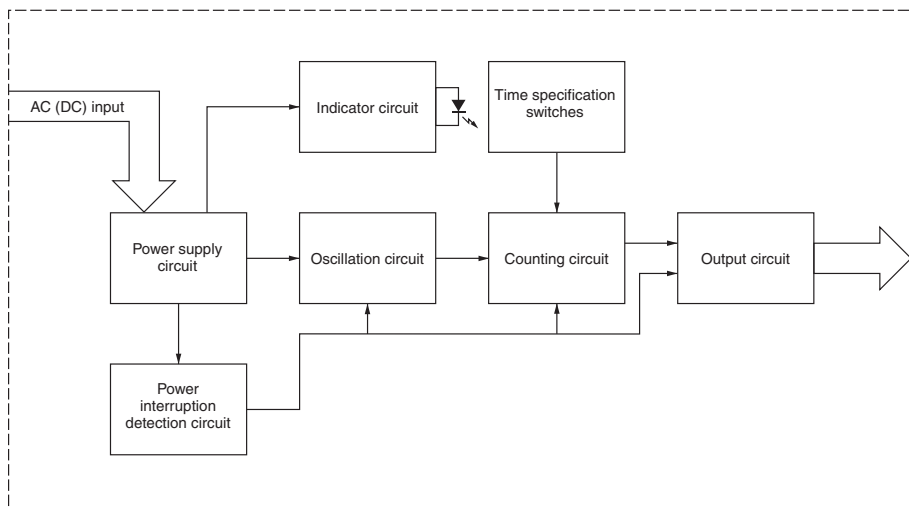 AC (DC) input
Indicator circuit
Time specification
switches
Power supply
circuit
Oscillation circuit
Counting circuit
Output circuit
Power
interruption
detection circuit